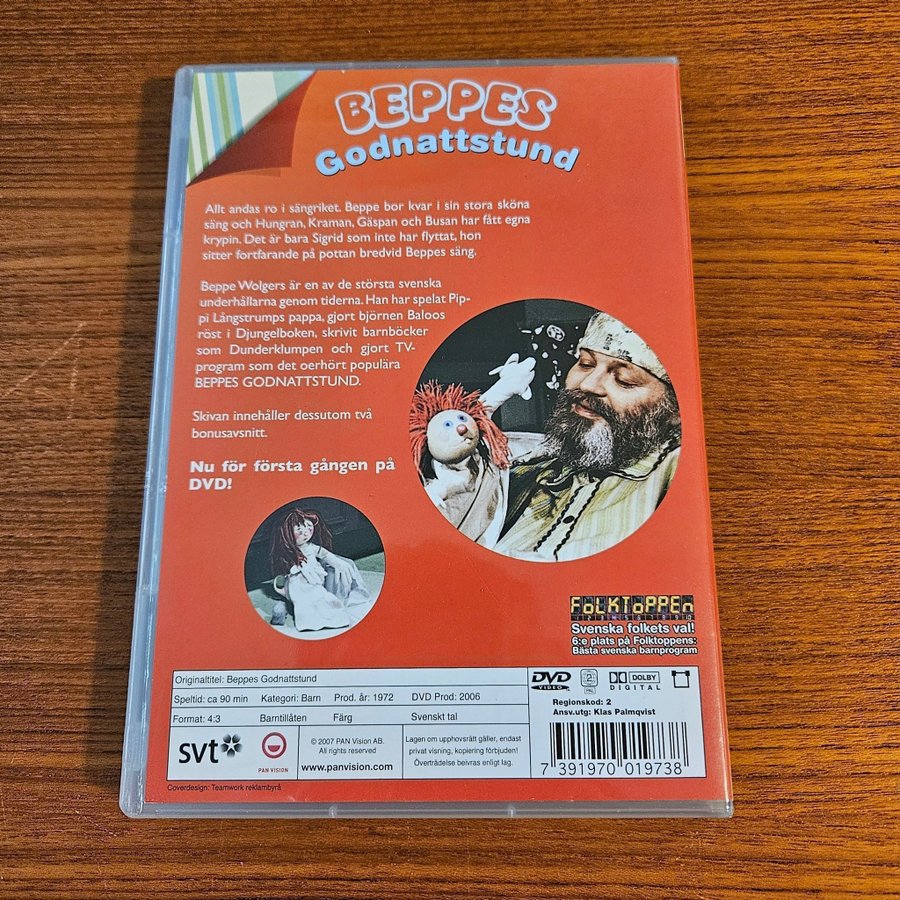 BEPPES
Godnattstund
Allt andas ro i sängriket. Beppe bor kvar i sin stora sköna
säng och Hungran, Kraman, Gäspan och Busan har fått egna
krypin. Det är bara Sigrid som inte har flyttat, hon
sitter fortfarande på pottan bredvid Beppes säng.
Beppe Wolgers är en av de största svenska
underhållarna genom tiderna. Han har spelat Pip-
pi Långstrumps pappa, gjort björnen Baloos
röst i Djungelboken, skrivit barnböcker
som Dunderklumpen och gjort TV-
program som det oerhört populära
BEPPES GODNATTSTUND.
Skivan innehåller dessutom två
bonusavsnitt.
Nu för första gången på
DVD!
FoLKToPPEn
Svenska folkets val!
6:e plats på Folktoppens:
Bästa svenska barnprogram
Originaltitel: Beppes Godnattstund
Speltid: ca 90 min Kategori: Barn Prod. år: 1972 DVD Prod: 2006
Format: 4:3 Barntillåten Färg Svenskt tal
svt
PAN VISION
© 2007 PAN Vision AB.
All rights reserved
www.panvision.com
Lagen om upphovsrätt gäller, endast
privat visning, kopiering förbjuden!
Överträdelse beivras enligt lag.
DVD
VIDEO
2
PAL
DOLBY
DIGITAL
Regionskod: 2
Ansv.utg: Klas Palmqvist
7 391970 019738
Coverdesign: Teamwork reklambyrå